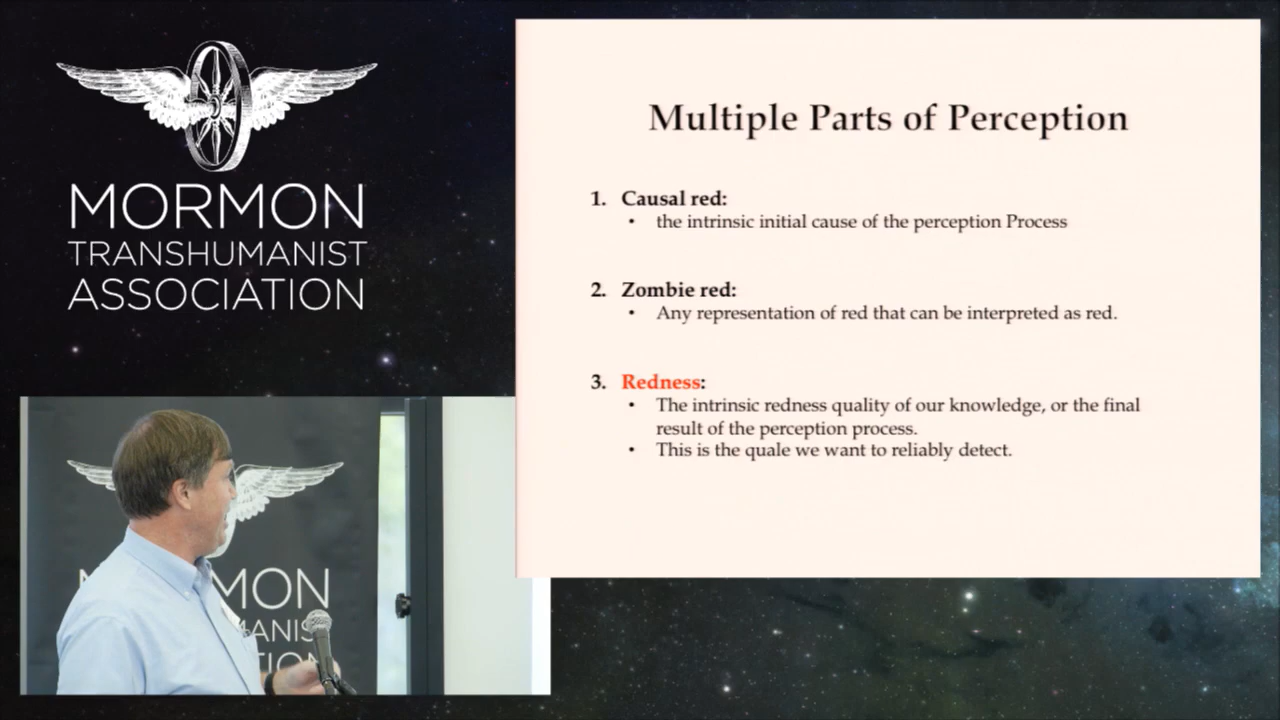 MORMON
TRANSHUMANIST
ASSOCIATION
Multiple Parts of Perception
1. Causal red:
• the intrinsic initial cause of the perception Process
2. Zombie red:
• Any representation of red that can be interpreted as red.
3. Redness:
• The intrinsic redness quality of our knowledge, or the final
result of the perception process.
• This is the quale we want to reliably detect.
MON